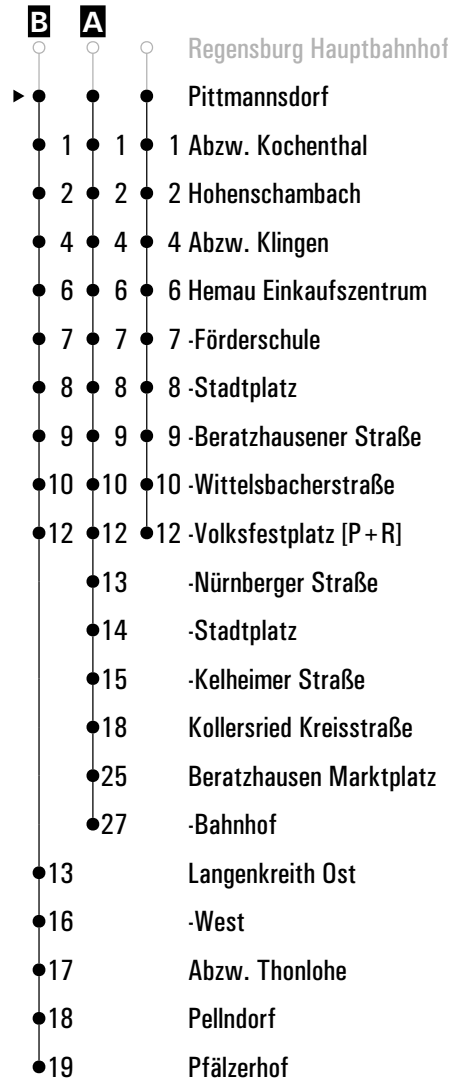 B A
Regensburg Hauptbahnhof
Pittmannsdorf
1 1 1 Abzw. Kochenthal
2 2 2 Hohenschambach
4 4 4 Abzw. Klingen
6 6 6 Hemau Einkaufszentrum
7 7 7 -Förderschule
8 8 8 -Stadtplatz
9 9 9 -Beratzhausener Straße
10 10 10 -Wittelsbacherstraße
12 12 12 -Volksfestplatz [P+R]
13 -Nürnberger Straße
14 -Stadtplatz
15 -Kelheimer Straße
18 Kollersried Kreisstraße
25 Beratzhausen Marktplatz
27 -Bahnhof
13 Langenkreith Ost
16 -West
17 Abzw. Thonlohe
18 Pellndorf
19 Pfälzerhof